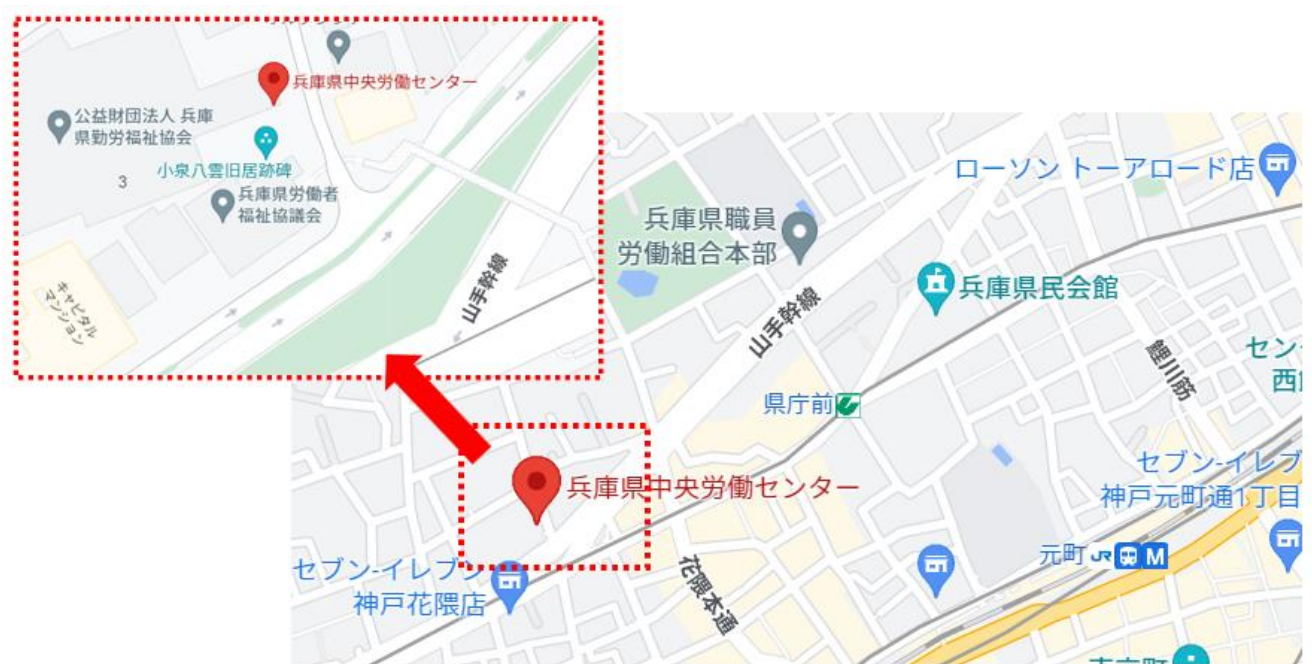 兵庫県中央労働センター
公益財団法人 兵庫
県勤労福祉協会
小泉八雲旧居跡碑
3
兵庫県労働者
福祉協議会
キャピタル
マンション
山手幹線
ローソン トーアロード店
兵庫県職員
労働組合本部
兵庫県民会館
山手幹線
鯉川筋
セン
西
県庁前
兵庫県中央労働センター
セブン-イレブ
神戸元町通1丁目
元町 JR M
セブン-イレブン
神戸花隈店
花隈本通